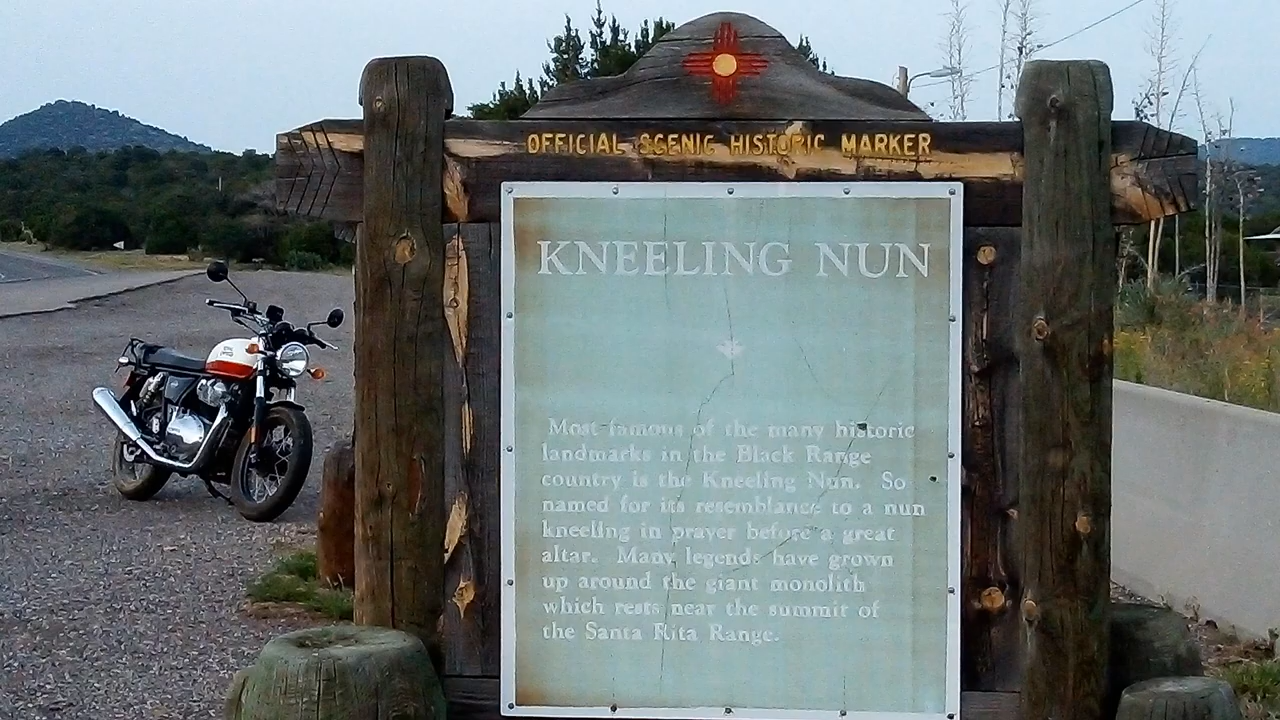 OFFICIAL SCENIC HISTORIC MARKER
KNEELING NUN
Most famous of the many historic
landmarks in the Black Range
country is the Kneeling Nun. So
named for its resemblance to a nun
kneeling in prayer before a great
altar. Many legends have grown
up around the giant monolith
which rests near the summit of
the Santa Rita Range.